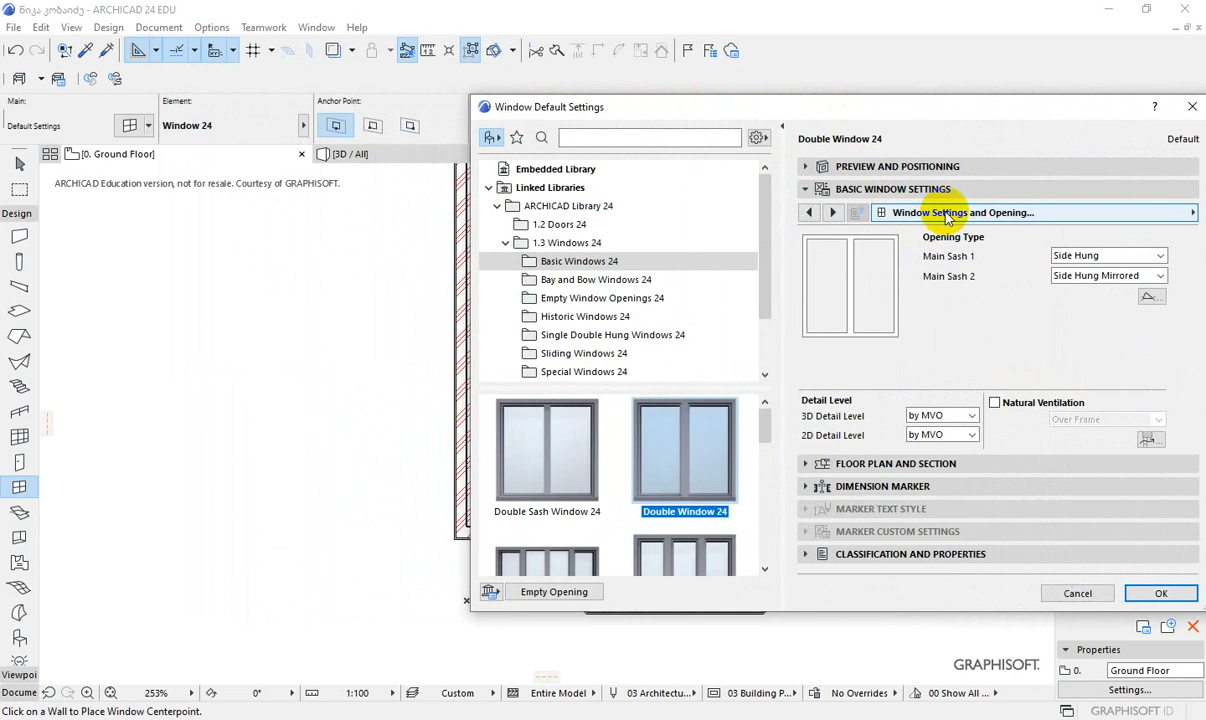 ნიკა კობაიძე - ARCHICAD 24 EDU
File Edit View Design Document Options Teamwork Window Help
Main:
Element:
Anchor Point:
Default Settings
Window 24
[0. Ground Floor]
[3D / All]
ARCHICAD Education version, not for resale. Courtesy of GRAPHISOFT.
Design
Window Default Settings
?
Embedded Library
Linked Libraries
ARCHICAD Library 24
1.2 Doors 24
1.3 Windows 24
Basic Windows 24
Bay and Bow Windows 24
Empty Window Openings 24
Historic Windows 24
Single Double Hung Windows 24
Sliding Windows 24
Special Windows 24
Double Sash Window 24
Double Window 24
Empty Opening
Double Window 24
Default
PREVIEW AND POSITIONING
BASIC WINDOW SETTINGS
Window Settings and Opening...
Opening Type
Main Sash 1
Side Hung
Main Sash 2
Side Hung Mirrored
Detail Level
3D Detail Level
by MVO
2D Detail Level
by MVO
Natural Ventilation
Over Frame
FLOOR PLAN AND SECTION
DIMENSION MARKER
MARKER TEXT STYLE
MARKER CUSTOM SETTINGS
CLASSIFICATION AND PROPERTIES
Cancel
OK
GRAPHISOFT.
Properties
0.
Ground Floor
Settings...
Viewpoi
Docume
253%
0°
1:100
Custom
Entire Model
03 Architectu...
03 Building P...
No Overrides
00 Show All ...
Click on a Wall to Place Window Centerpoint.
GRAPHISOFT ID